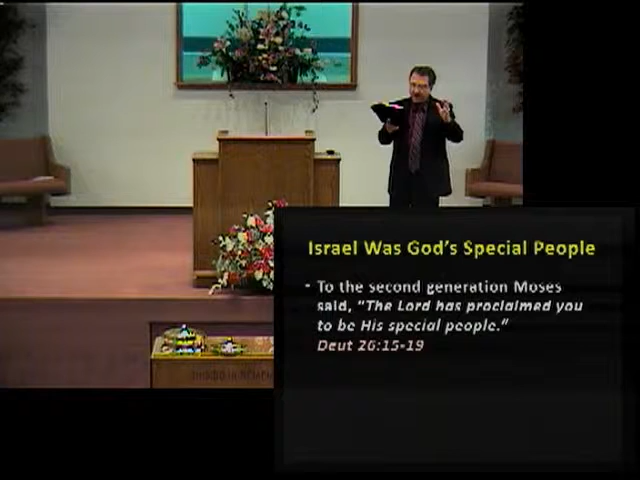 Israel Was God's Special People
• To the second generation Moses
said, "The Lord has proclaimed you
to be His special people."
Deut 26:15-19